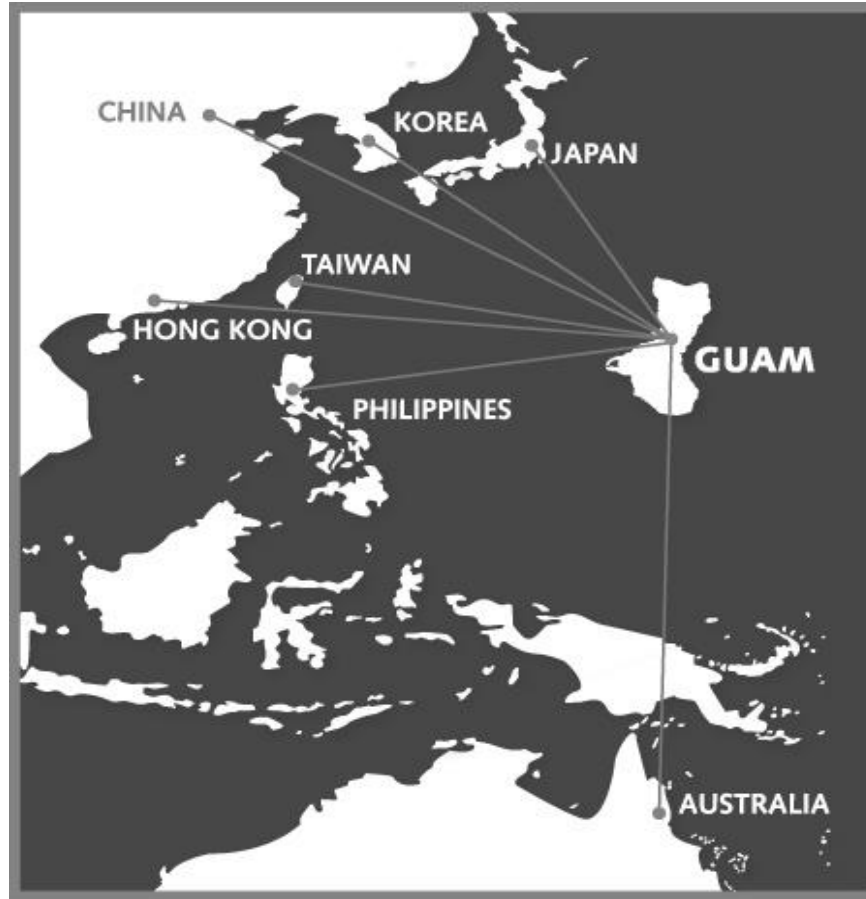 CHINA
KOREA
JAPAN
TAIWAN
HONG KONG
GUAM
PHILIPPINES
AUSTRALIA